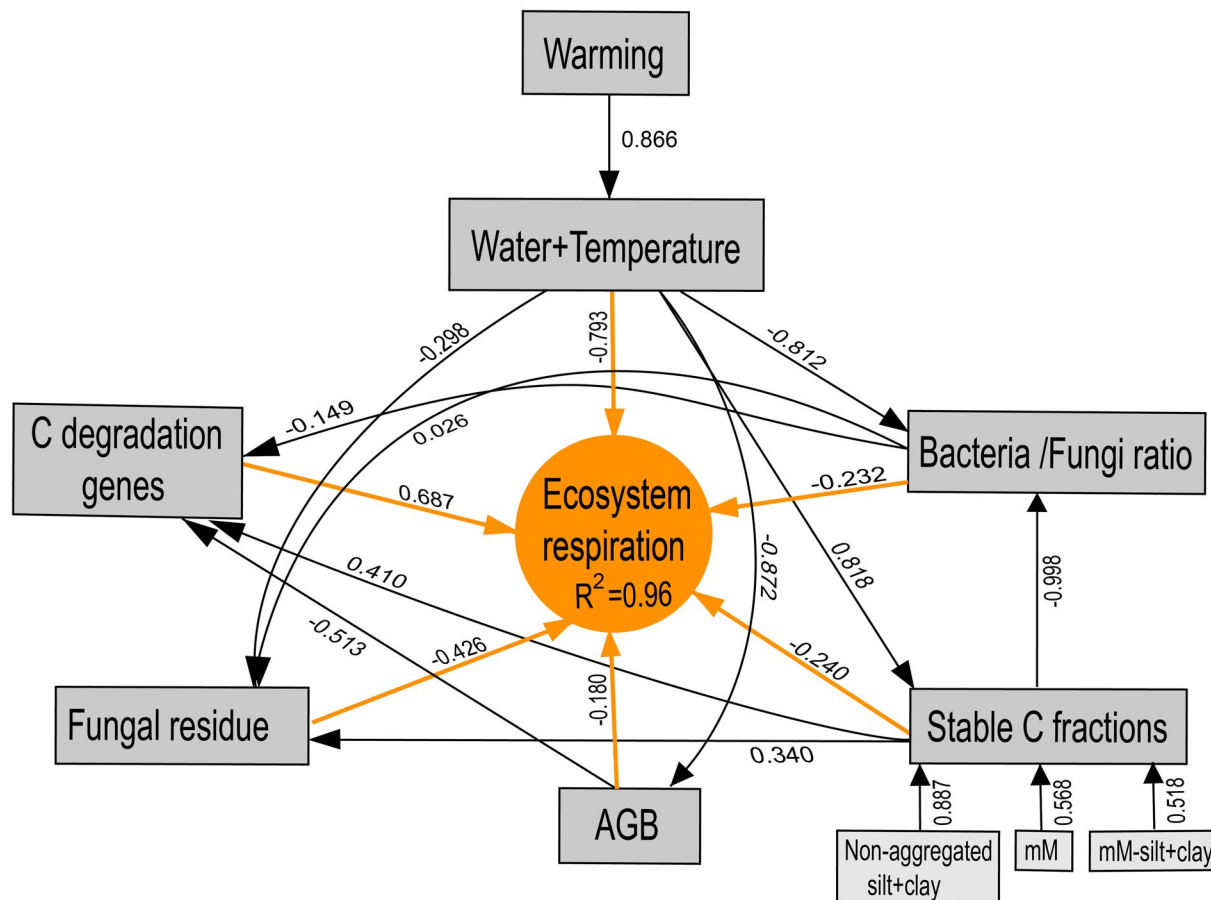 Warming
0.866
Water+Temperature
-0.298
-0.793
-0.812
-0.149
0.026
C degradation
genes
0.687
Ecosystem
respiration
R²=0.96
Bacteria /Fungi ratio
-0.232
0.410
-0.513
-0.872
0.818
-0.998
-0.426
-0.180
-0.240
Fungal residue
0.340
Stable C fractions
AGB
0.887
0.568
0.518
Non-aggregated
silt+clay
mM
mM-silt+clay